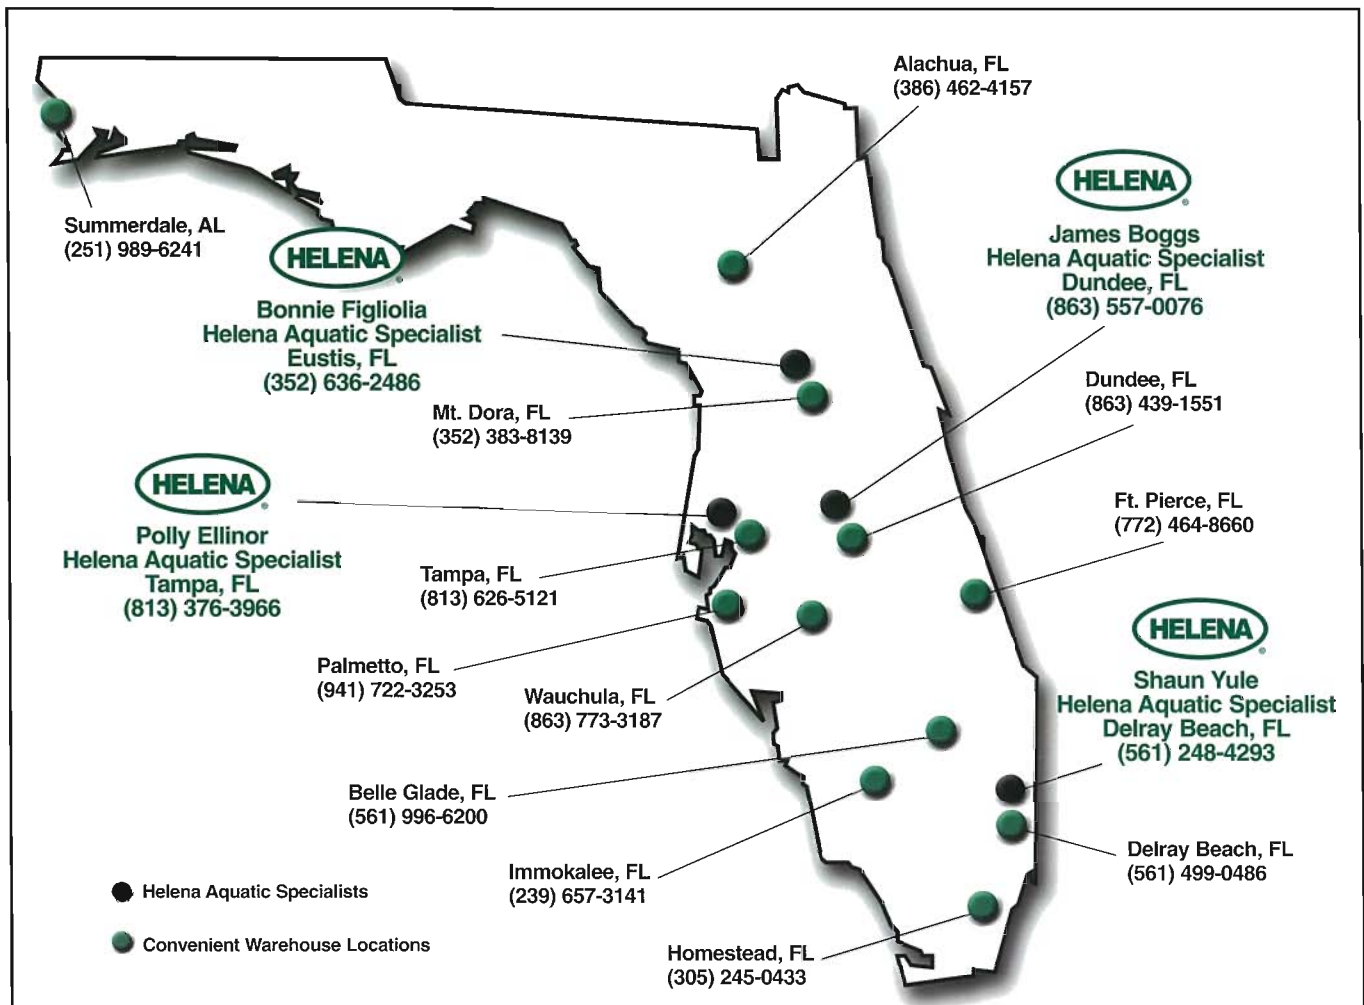 Alachua, FL
(386) 462-4157
HELENA
James Boggs
Helena Aquatic Specialist
Dundee, FL
(863) 557-0076
Summerdale, AL
(251) 989-6241
HELENA
Bonnie Figliolia
Helena Aquatic Specialist
Eustis, FL
(352) 636-2486
Dundee, FL
(863) 439-1551
Mt. Dora, FL
(352) 383-8139
HELENA
Polly Ellinor
Helena Aquatic Specialist
Tampa, FL
(813) 376-3966
Ft. Pierce, FL
(772) 464-8660
Tampa, FL
(813) 626-5121
HELENA
Shaun Yule
Helena Aquatic Specialist
Delray Beach, FL
(561) 248-4293
Palmetto, FL
(941) 722-3253
Wauchula, FL
(863) 773-3187
Belle Glade, FL
(561) 996-6200
Delray Beach, FL
(561) 499-0486
Immokalee, FL
(239) 657-3141
Homestead, FL
(305) 245-0433
Helena Aquatic Specialists
Convenient Warehouse Locations